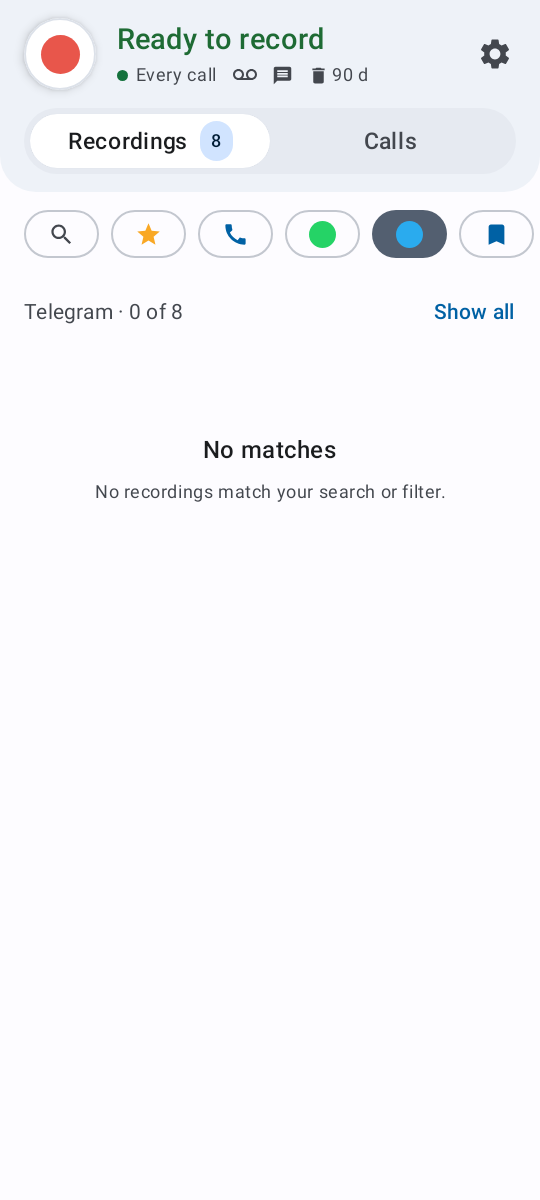 Ready to record
Every call 90 d
Recordings 8
Calls
Telegram · 0 of 8
Show all
No matches
No recordings match your search or filter.